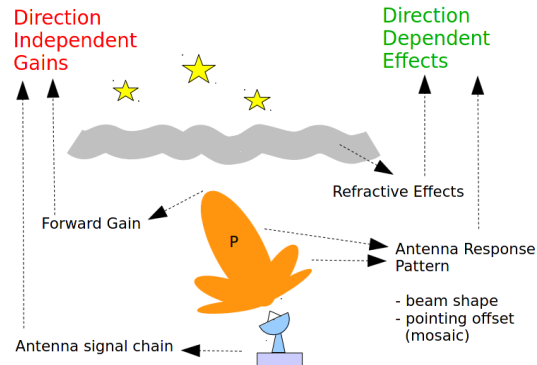 Direction
Independent
Gains
Direction
Dependent
Effects
Refractive Effects
Forward Gain
P
Antenna Response
Pattern
- beam shape
- pointing offset
(mosaic)
Antenna signal chain